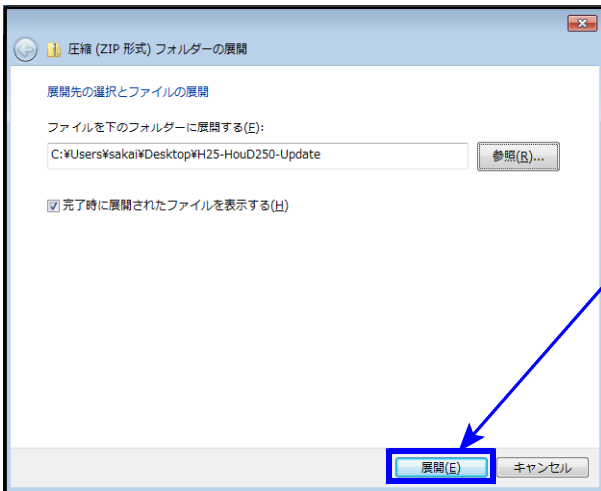 圧縮 (ZIP 形式) フォルダーの展開
展開先の選択とファイルの展開
ファイルを下のフォルダーに展開する(F):
C:¥Users¥sakai¥Desktop¥H25-HouD250-Update
参照(R)...
完了時に展開されたファイルを表示する(H)
展開(E)
キャンセル